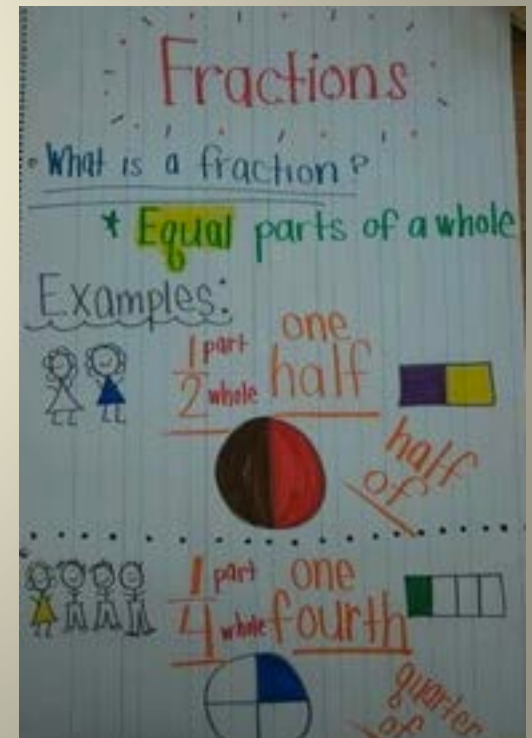 Fractions
What is a fraction?
* Equal parts of a whole
Examples:
1 part
2 whole
one
half
half
of
1 part
4 whole
one
fourth
quarter
of